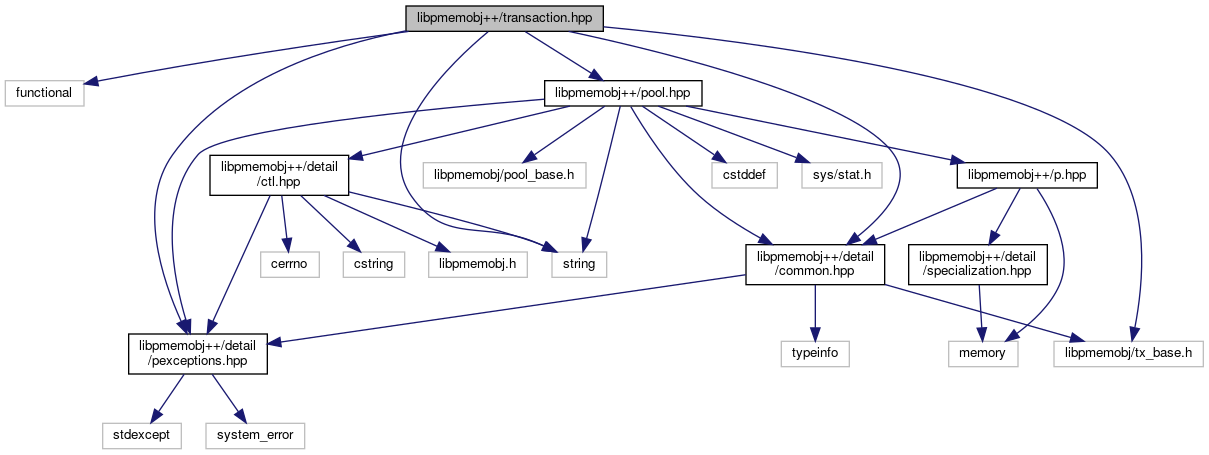 libpmemobj++/transaction.hpp
functional
libpmemobj++/pool.hpp
libpmemobj++/detail
/ctl.hpp
libpmemobj/pool_base.h
cstddef
sys/stat.h
libpmemobj++/p.hpp
cerrno
cstring
libpmemobj.h
string
libpmemobj++/detail
/common.hpp
libpmemobj++/detail
/specialization.hpp
libpmemobj++/detail
/pexceptions.hpp
typeinfo
memory
libpmemobj/tx_base.h
stdexcept
system_error